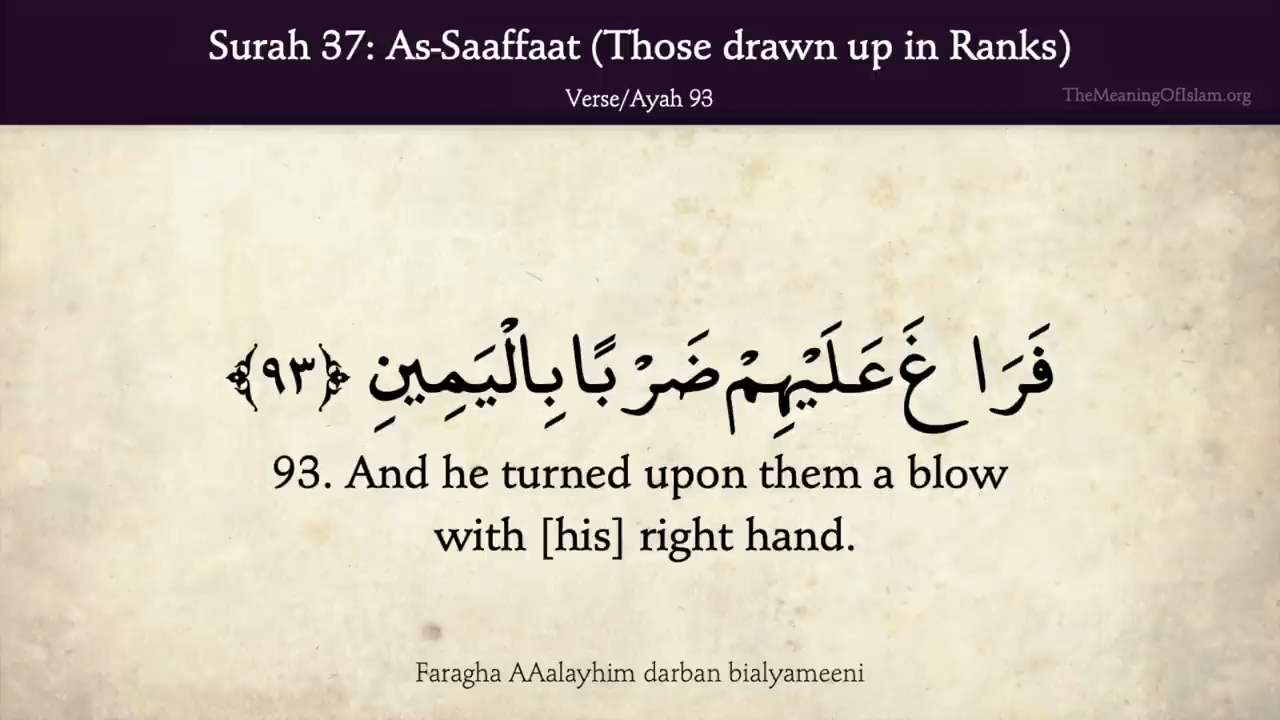 Surah 37: As-Saaffaat (Those drawn up in Ranks)
Verse/Ayah 93
TheMeaningOfIslam.org
فَرَاغَ عَلَيْهِمْ ضَرْبًا بِالْيَمِينِ ﴿٩٣﴾
93. And he turned upon them a blow
with [his] right hand.
Faragha AAalayhim darban bialyameeni